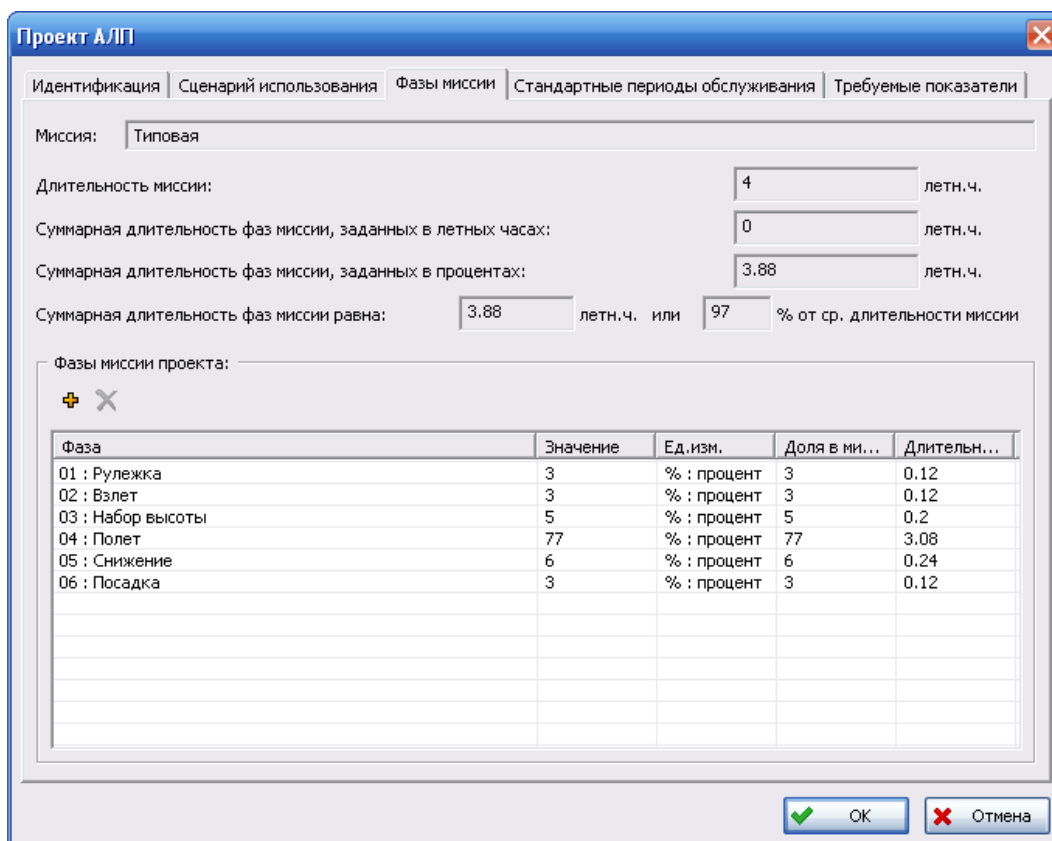 Проект АЛП
Идентификация Сценарий использования Фазы миссии Стандартные периоды обслуживания Требуемые показатели
Миссия: Типовая
Длительность миссии: 4 летн.ч.
Суммарная длительность фаз миссии, заданных в летных часах: 0 летн.ч.
Суммарная длительность фаз миссии, заданных в процентах: 3.88 летн.ч.
Суммарная длительность фаз миссии равна: 3.88 летн.ч. или 97 % от ср. длительности миссии
Фазы миссии проекта:
Фаза Значение Ед.изм. Доля в ми... Длительн...
01 : Рулежка 3 % : процент 3 0.12
02 : Взлет 3 % : процент 3 0.12
03 : Набор высоты 5 % : процент 5 0.2
04 : Полет 77 % : процент 77 3.08
05 : Снижение 6 % : процент 6 0.24
06 : Посадка 3 % : процент 3 0.12
OK Отмена